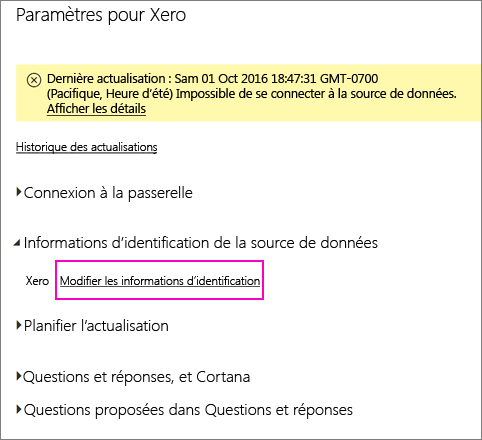 Paramètres pour Xero
Dernière actualisation : Sam 01 Oct 2016 18:47:31 GMT-0700
(Pacifique, Heure d’été) Impossible de se connecter à la source de données.
Afficher les détails
Historique des actualisations
Connexion à la passerelle
Informations d’identification de la source de données
Xero Modifier les informations d’identification
Planifier l’actualisation
Questions et réponses, et Cortana
Questions proposées dans Questions et réponses